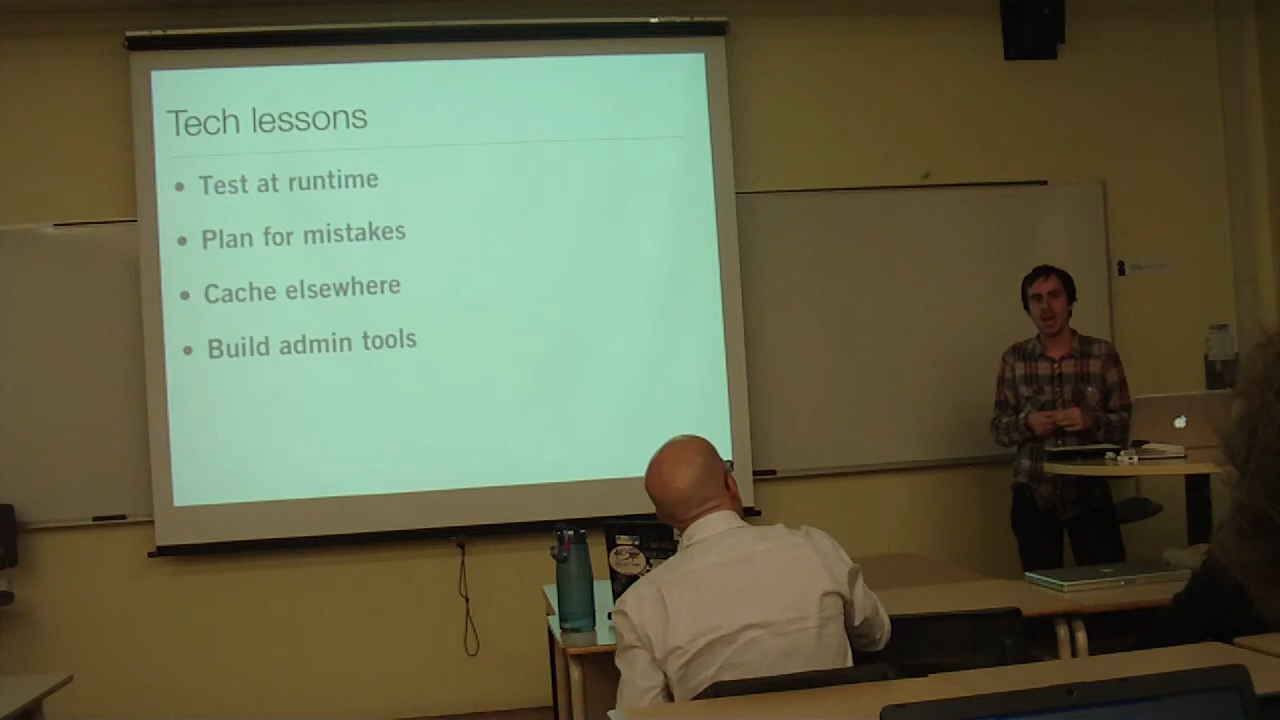 Tech lessons
• Test at runtime
• Plan for mistakes
• Cache elsewhere
• Build admin tools